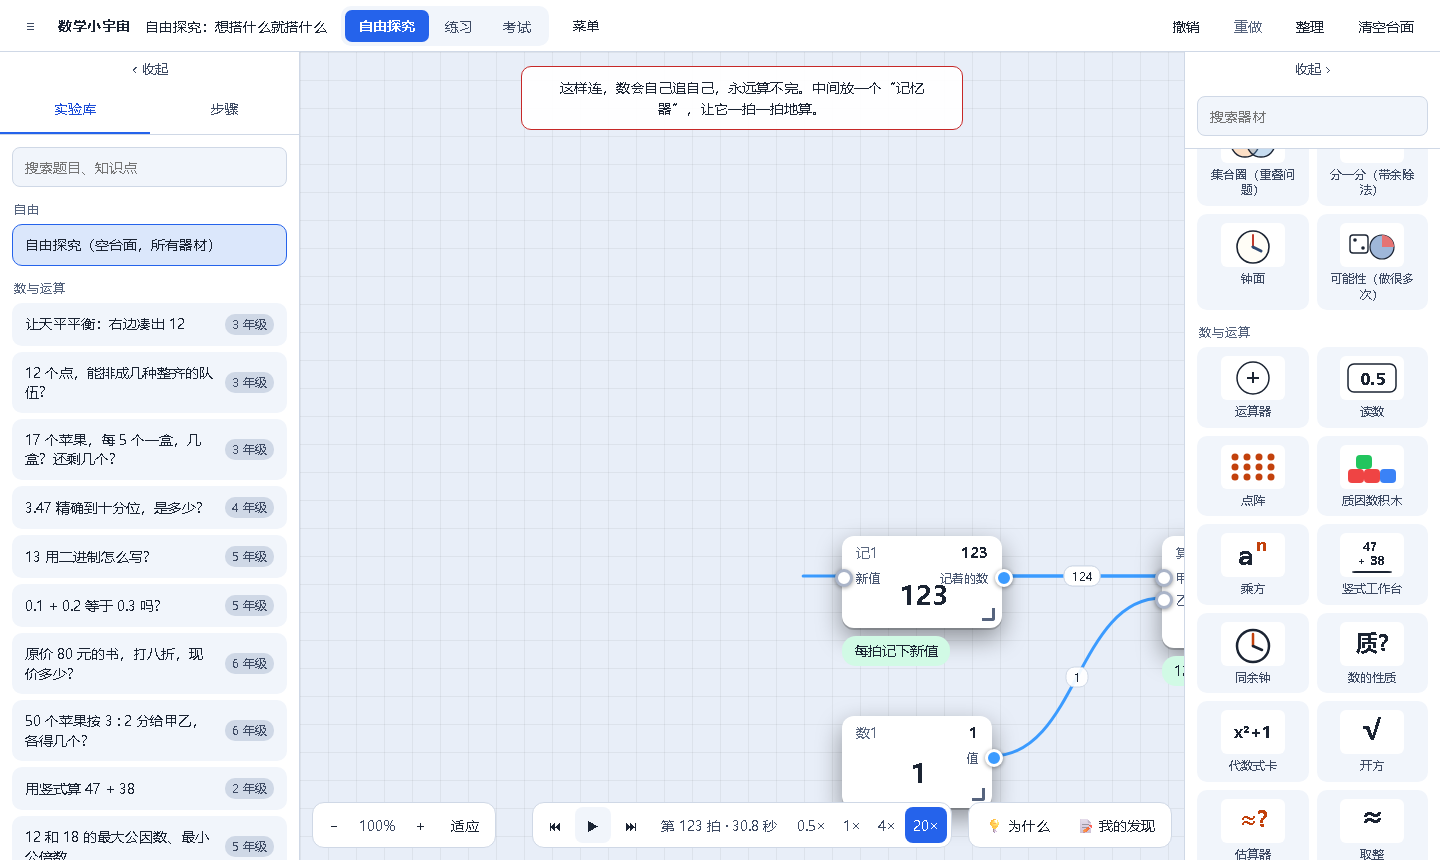 ☰ 数学小宇宙 自由探究：想搭什么就搭什么 自由探究 练习 考试 菜单 撤销 重做 整理 清空台面
‹ 收起
实验库 步骤
搜索题目、知识点
自由
自由探究（空台面，所有器材）
数与运算
让天平平衡：右边凑出 12 3 年级
12 个点，能排成几种整齐的队
伍？
3 年级
17 个苹果，每 5 个一盒，几
盒？还剩几个？
3 年级
3.47 精确到十分位，是多少？ 4 年级
13 用二进制怎么写？ 5 年级
0.1 + 0.2 等于 0.3 吗？ 5 年级
原价 80 元的书，打八折，现
价多少？
6 年级
50 个苹果按 3 : 2 分给甲乙，
各得几个？
6 年级
用竖式算 47 + 38 2 年级
12 和 18 的最大公因数、最小
公倍数
5 年级
这样连，数会自己追自己，永远算不完。中间放一个“记忆
器”，让它一拍一拍地算。
记1 123
新值 记着的数
123
每拍记下新值
124
1
数1 1
值
1
算
甲
乙
12
− 100% + 适应
⏮ ▶ ⏭ 第 123 拍 · 30.8 秒 0.5× 1× 4× 20×
为什么 我的发现
收起 ›
搜索器材
集合圈（重叠问
题）
分一分（带余除
法）
钟面
可能性（做很多
次）
数与运算
+
运算器
0.5
读数
点阵
质因数积木
aⁿ
乘方
47
+ 38
竖式工作台
同余钟
质?
数的性质
x²+1
代数式卡
√
开方
≈?
估算器
≈
取整